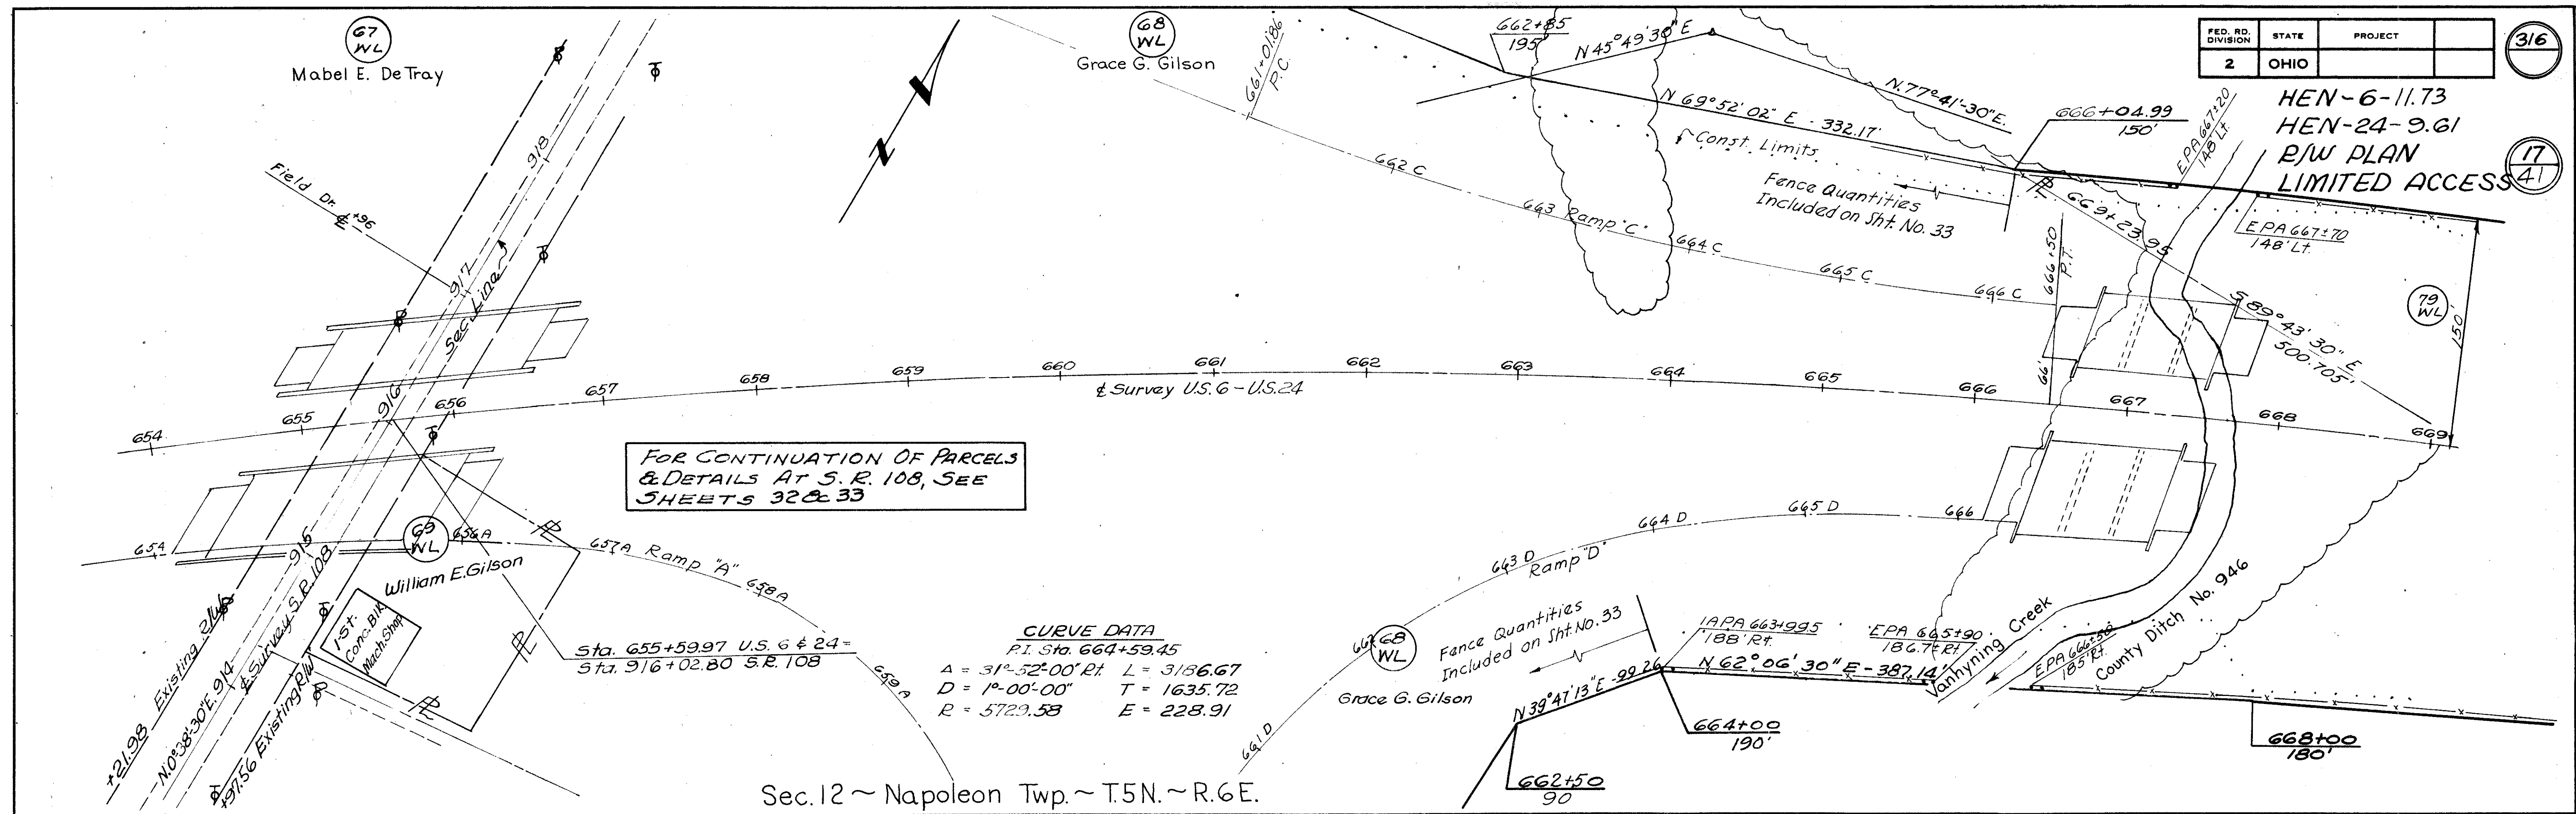 67
WL
Mabel E. DeTray
68
WL
Grace G. Gilson
661+01.86
P.C.
662+85
195'
N 45° 49' 30" E
N. 77°-41'-30" E.
N 69° 52' 02" E - 332.17'
Const. Limits
Fence Quantities
Included on Sht. No. 33
666+04.99
150'
EPA 667±20
148' Lt.
FED. RD. DIVISION
STATE
PROJECT
2
OHIO
316
HEN-6-11.73
HEN-24-9.61
R/W PLAN
LIMITED ACCESS
17
41
EPA 667±70
148' Lt.
669+23.95
S 89° 43' 30" E
500.705'
79
WL
150'
666+50
P.T.
66'
Field Dr.
℄ +96
918
917
Sec. Line
916
915
914
662 C
663 Ramp "C"
664 C
665 C
666 C
654
655
656
657
658
659
660
661
662
663
664
665
666
667
668
669
℄ Survey U.S. 6 - U.S. 24
FOR CONTINUATION OF PARCELS
& DETAILS AT S. R. 108, SEE
SHEETS 32 & 33
654
69
WL
656 A
657 A Ramp "A"
658 A
659 A
William E. Gilson
1-St.
Conc. Blk.
Mach. Shop
+21.98 Existing R/W
N. 0°-38'-30" E.
℄ Survey S.R. 108
+97.56 Existing R/W
Sta. 655+59.97 U.S. 6 & 24 =
Sta. 916+02.80 S.R. 108
CURVE DATA
P.I. Sta. 664+59.45
Δ = 31°-52'-00" Rt. L = 3186.67
D = 1°-00'-00" T = 1635.72
R = 5729.58 E = 228.91
661 D
662
663 D
Ramp "D"
664 D
665 D
666
68
WL
Grace G. Gilson
Fence Quantities
Included on Sht. No. 33
N 39° 47' 13" E - 99.26
1APA 663+99.5
188' Rt.
N 62° 06' 30" E - 387.14'
EPA 665±90
186.7± Rt.
Vanhyning Creek
EPA 666±50
185' Rt.
County Ditch No. 946
662+50
90
664+00
190'
668+00
180'
Sec. 12 ~ Napoleon Twp. ~ T.5N. ~ R.6E.